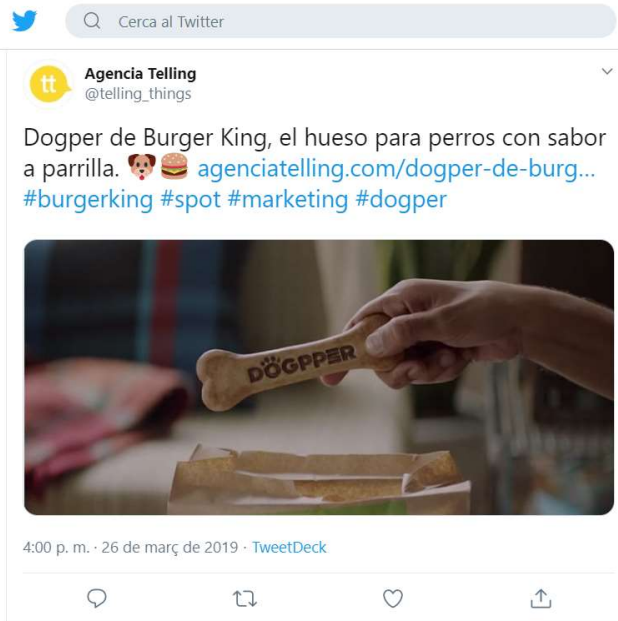 Cerca al Twitter
tt
Agencia Telling
@telling_things
Dogper de Burger King, el hueso para perros con sabor
a parrilla. 🐶🍔 agenciatelling.com/dogper-de-burg...
#burgerking #spot #marketing #dogper
DOGPPER
4:00 p. m. · 26 de març de 2019 · TweetDeck